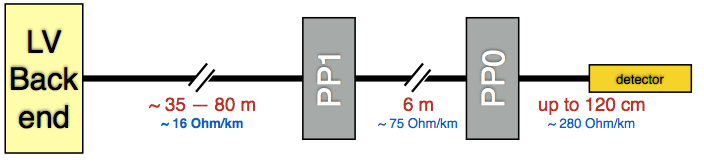 LV
Back
end
~ 35 — 80 m
~ 16 Ohm/km
PP1
6 m
~ 75 Ohm/km
PP0
detector
up to 120 cm
~ 280 Ohm/km